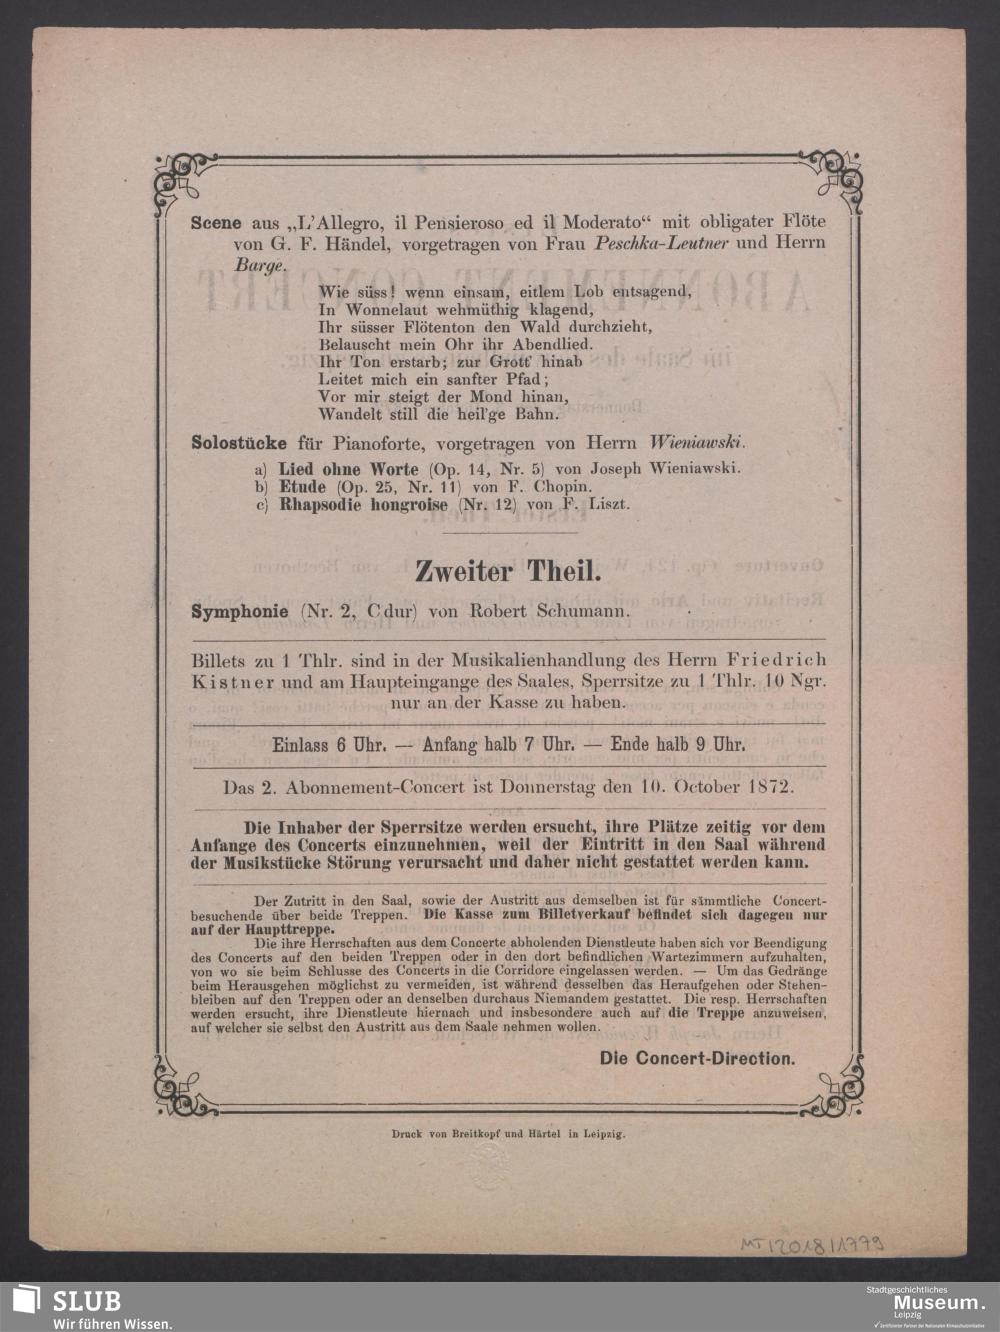 Scene aus „L'Allegro, il Pensieroso ed il Moderato“ mit obligater Flöte
von G. F. Händel, vorgetragen von Frau Peschka-Leutner und Herrn
Barge.
Wie süss! wenn einsam, eitlem Lob entsagend,
In Wonnelaut wehmüthig klagend,
Ihr süsser Flötenton den Wald durchzieht,
Belauscht mein Ohr ihr Abendlied.
Ihr Ton erstarb; zur Grott' hinab
Leitet mich ein sanfter Pfad;
Vor mir steigt der Mond hinan,
Wandelt still die heil'ge Bahn.
Solostücke für Pianoforte, vorgetragen von Herrn Wieniawski.
a) Lied ohne Worte (Op. 14, Nr. 5) von Joseph Wieniawski.
b) Etude (Op. 25, Nr. 11) von F. Chopin.
c) Rhapsodie hongroise (Nr. 12) von F. Liszt.
Zweiter Theil.
Symphonie (Nr. 2, C dur) von Robert Schumann.
Billets zu 1 Thlr. sind in der Musikalienhandlung des Herrn Friedrich
Kistner und am Haupteingange des Saales, Sperrsitze zu 1 Thlr. 10 Ngr.
nur an der Kasse zu haben.
Einlass 6 Uhr. — Anfang halb 7 Uhr. — Ende halb 9 Uhr.
Das 2. Abonnement-Concert ist Donnerstag den 10. October 1872.
Die Inhaber der Sperrsitze werden ersucht, ihre Plätze zeitig vor dem
Anfange des Concerts einzunehmen, weil der Eintritt in den Saal während
der Musikstücke Störung verursacht und daher nicht gestattet werden kann.
Der Zutritt in den Saal, sowie der Austritt aus demselben ist für sämmtliche Concert-
besuchende über beide Treppen. Die Kasse zum Billetverkauf befindet sich dagegen nur
auf der Haupttreppe.
Die ihre Herrschaften aus dem Concerte abholenden Dienstleute haben sich vor Beendigung
des Concerts auf den beiden Treppen oder in den dort befindlichen Wartezimmern aufzuhalten,
von wo sie beim Schlusse des Concerts in die Corridore eingelassen werden. — Um das Gedränge
beim Herausgehen möglichst zu vermeiden, ist während desselben das Heraufgehen oder Stehen-
bleiben auf den Treppen oder an denselben durchaus Niemandem gestattet. Die resp. Herrschaften
werden ersucht, ihre Dienstleute hiernach und insbesondere auch auf die Treppe anzuweisen,
auf welcher sie selbst den Austritt aus dem Saale nehmen wollen.
Die Concert-Direction.
Druck von Breitkopf und Härtel in Leipzig.
MT/2018/1779
SLUB
Wir führen Wissen.
Stadtgeschichtliches
Museum.
Leipzig
Zertifizierter Partner der Nationalen Klimaschutzinitiative